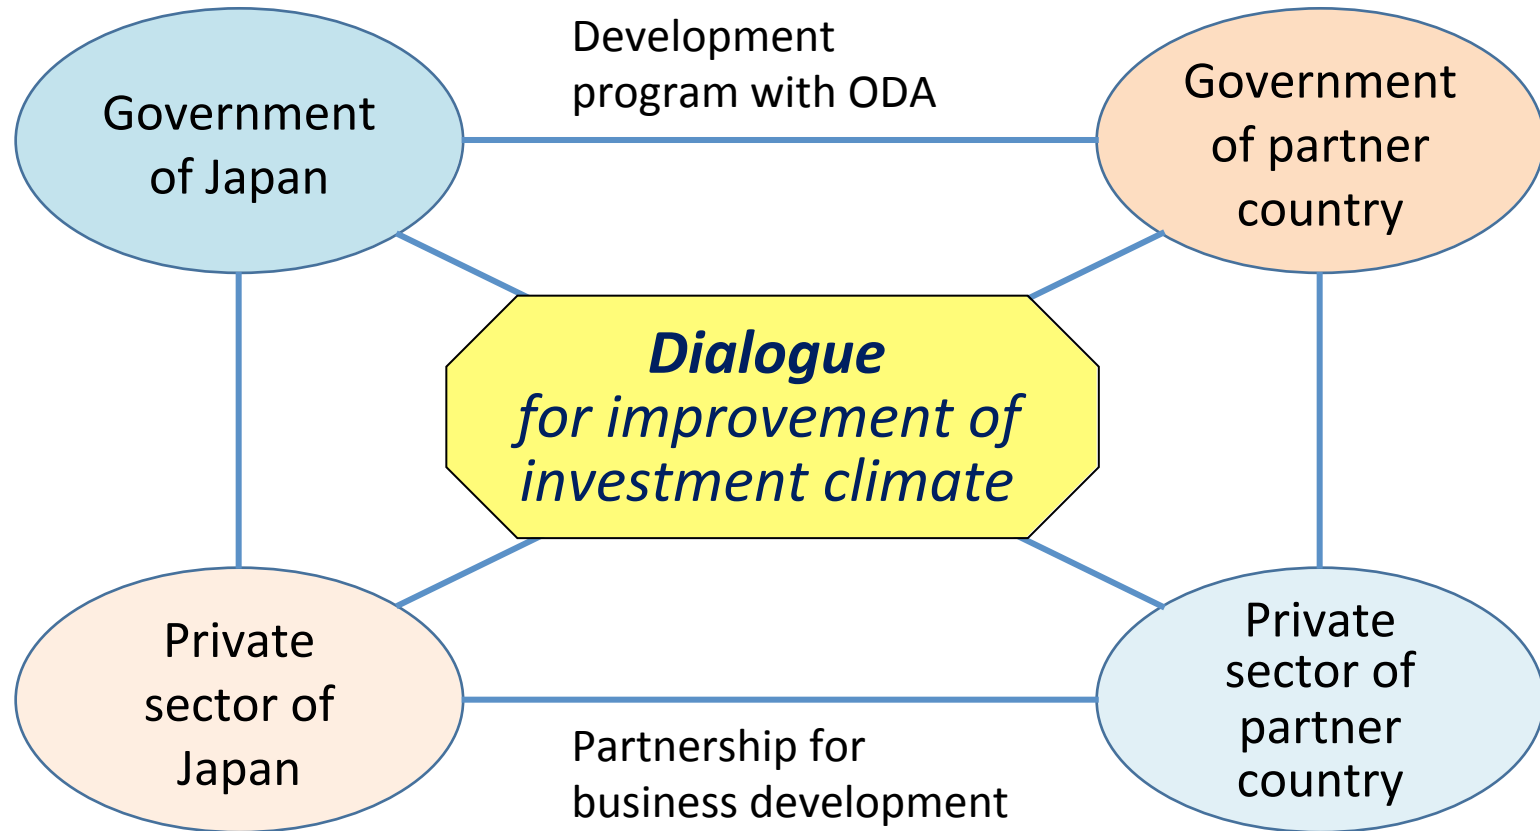 Development
program with ODA
Government
of Japan
Government
of partner
country
Dialogue
for improvement of
investment climate
Private
sector of
Japan
Private
sector of
partner
country
Partnership for
business development